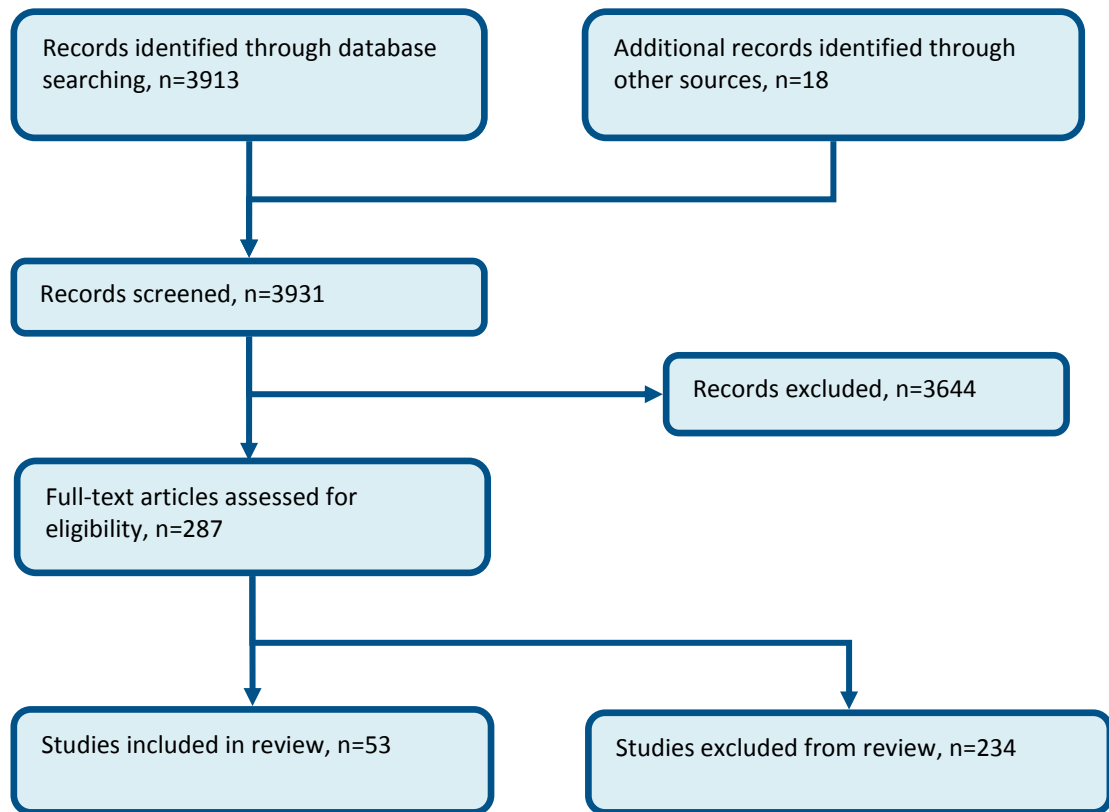 Records identified through database
searching, n=3913
Additional records identified through
other sources, n=18
Records screened, n=3931
Records excluded, n=3644
Full-text articles assessed for
eligibility, n=287
Studies included in review, n=53
Studies excluded from review, n=234